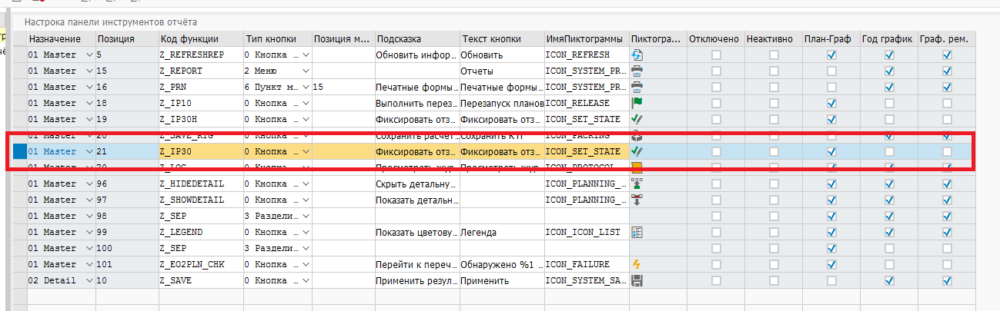 Настрока панели инструментов отчёта
Назначение Позиция Код функции Тип кнопки Позиция м... Подсказка Текст кнопки ИмяПиктограммы Пиктогра... Отключено Неактивно План-Граф Год график Граф. рем.
01 Master 5 Z_REFRESHREP 0 Кнопка ... Обновить инфор... Обновить ICON_REFRESH
01 Master 15 Z_REPORT 2 Меню Отчеты ICON_SYSTEM_PR...
01 Master 16 Z_PRN 6 Пункт м... 15 Печатные формы... Печатные формы... ICON_SYSTEM_PR...
01 Master 18 Z_IP10 0 Кнопка ... Выполнить перез... Перезапуск планов ICON_RELEASE
01 Master 19 Z_IP30H 0 Кнопка ... Фиксировать отз... Фиксировать отз... ICON_SET_STATE
01 Master 20 Z_SAVE_KTG 0 Кнопка ... Сохранить расчет... Сохранить КТГ ICON_PACKING
01 Master 21 Z_IP30 0 Кнопка ... Фиксировать отз... Фиксировать отз... ICON_SET_STATE
01 Master 70 Z_LOG 0 Кнопка ... Просмотреть жур... Просмотреть жур... ICON_PROTOCOL
01 Master 96 Z_HIDEDETAIL 0 Кнопка ... Скрыть детальну... ICON_PLANNING_...
01 Master 97 Z_SHOWDETAIL 0 Кнопка ... Показать детальн... ICON_PLANNING_...
01 Master 98 Z_SEP 3 Раздели...
01 Master 99 Z_LEGEND 0 Кнопка ... Показать цветову... Легенда ICON_ICON_LIST
01 Master 100 Z_SEP 3 Раздели...
01 Master 101 Z_EO2PLN_CHK 0 Кнопка ... Перейти к переч... Обнаружено %1 ... ICON_FAILURE
02 Detail 10 Z_SAVE 0 Кнопка ... Применить резул... Применить ICON_SYSTEM_SA...